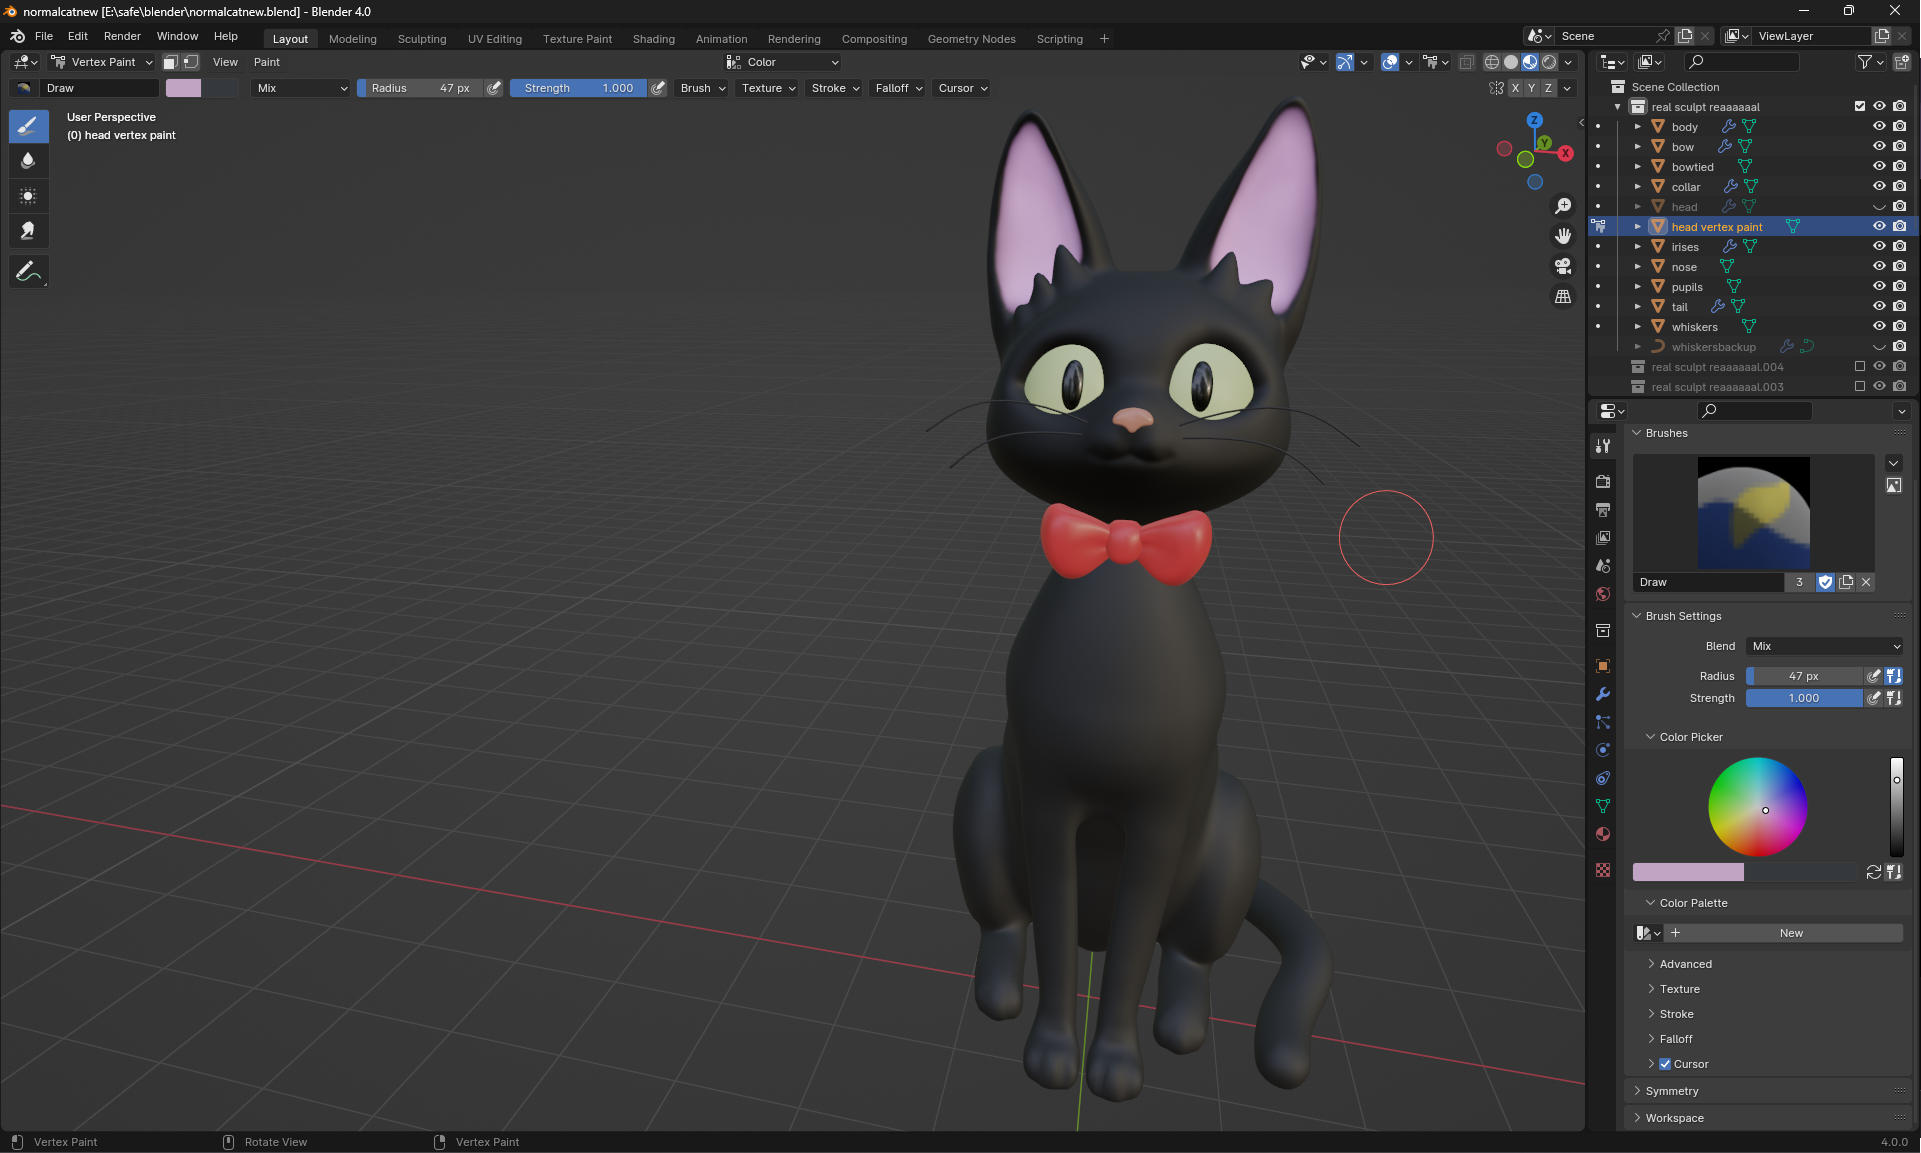 normalcatnew [E:\safe\blender\normalcatnew.blend] - Blender 4.0
File Edit Render Window Help Layout Modeling Sculpting UV Editing Texture Paint Shading Animation Rendering Compositing Geometry Nodes Scripting + Scene ViewLayer
Vertex Paint View Paint Color
Draw Mix Radius 47 px Strength 1.000 Brush Texture Stroke Falloff Cursor X Y Z
User Perspective
(0) head vertex paint
Z
Y
X
Scene Collection
real sculpt reaaaaaal
body
bow
bowtied
collar
head
head vertex paint
irises
nose
pupils
tail
whiskers
whiskersbackup
real sculpt reaaaaaal.004
real sculpt reaaaaaal.003
Brushes
Draw 3
Brush Settings
Blend Mix
Radius 47 px
Strength 1.000
Color Picker
Color Palette
+ New
Advanced
Texture
Stroke
Falloff
Cursor
Symmetry
Workspace
Vertex Paint Rotate View Vertex Paint 4.0.0